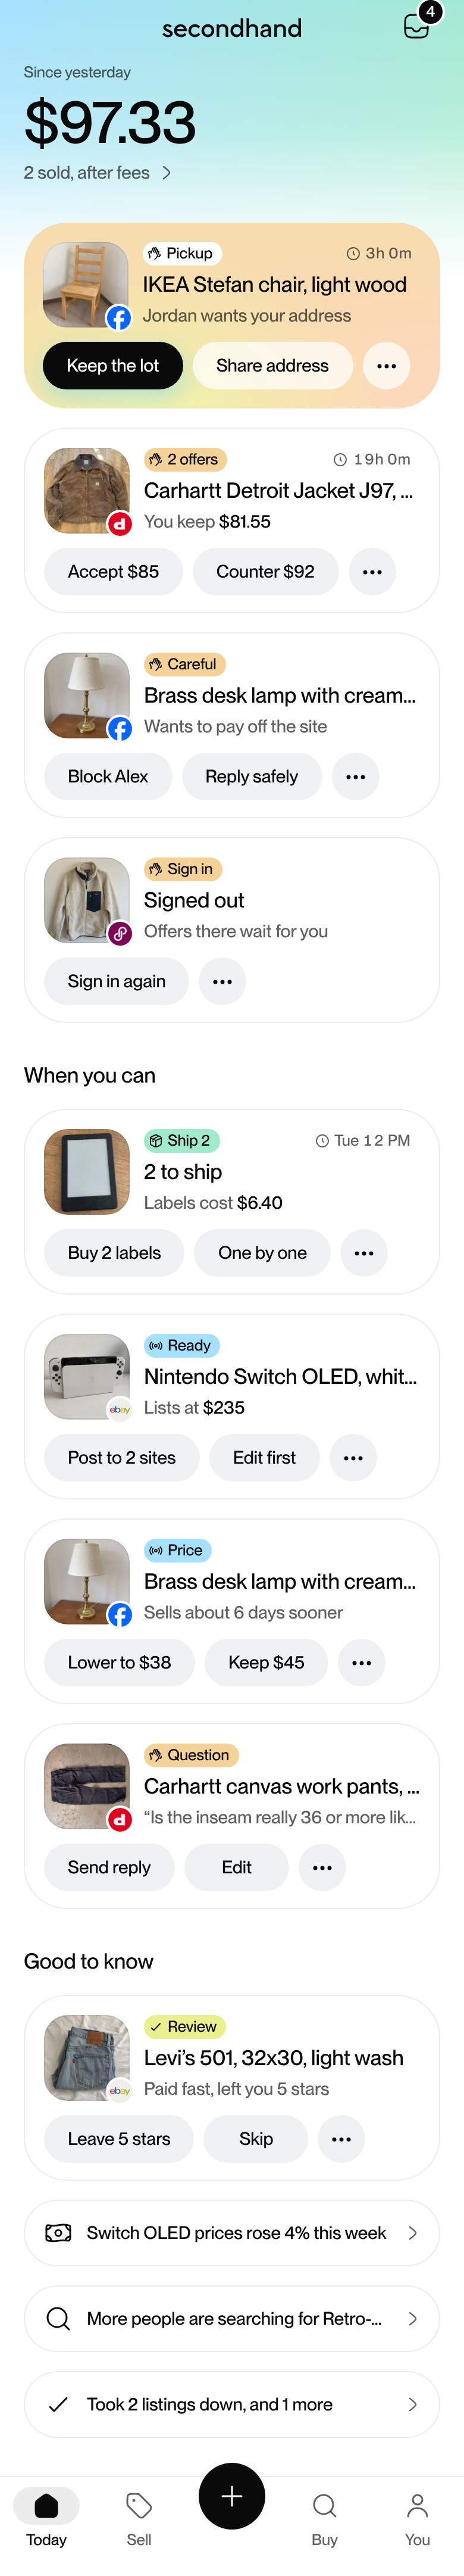 secondhand
4
Since yesterday
$97.33
2 sold, after fees
Pickup
3h 0m
IKEA Stefan chair, light wood
Jordan wants your address
Keep the lot
Share address
2 offers
19h 0m
Carhartt Detroit Jacket J97, ...
You keep $81.55
Accept $85
Counter $92
Careful
Brass desk lamp with cream...
Wants to pay off the site
Block Alex
Reply safely
Sign in
Signed out
Offers there wait for you
Sign in again
When you can
Ship 2
Tue 12 PM
2 to ship
Labels cost $6.40
Buy 2 labels
One by one
Ready
Nintendo Switch OLED, whit...
ebay
Lists at $235
Post to 2 sites
Edit first
Price
Brass desk lamp with cream...
Sells about 6 days sooner
Lower to $38
Keep $45
Question
Carhartt canvas work pants, ...
“Is the inseam really 36 or more lik...
Send reply
Edit
Good to know
Review
Levi’s 501, 32x30, light wash
ebay
Paid fast, left you 5 stars
Leave 5 stars
Skip
Switch OLED prices rose 4% this week
More people are searching for Retro-...
Took 2 listings down, and 1 more
Today
Sell
Buy
You